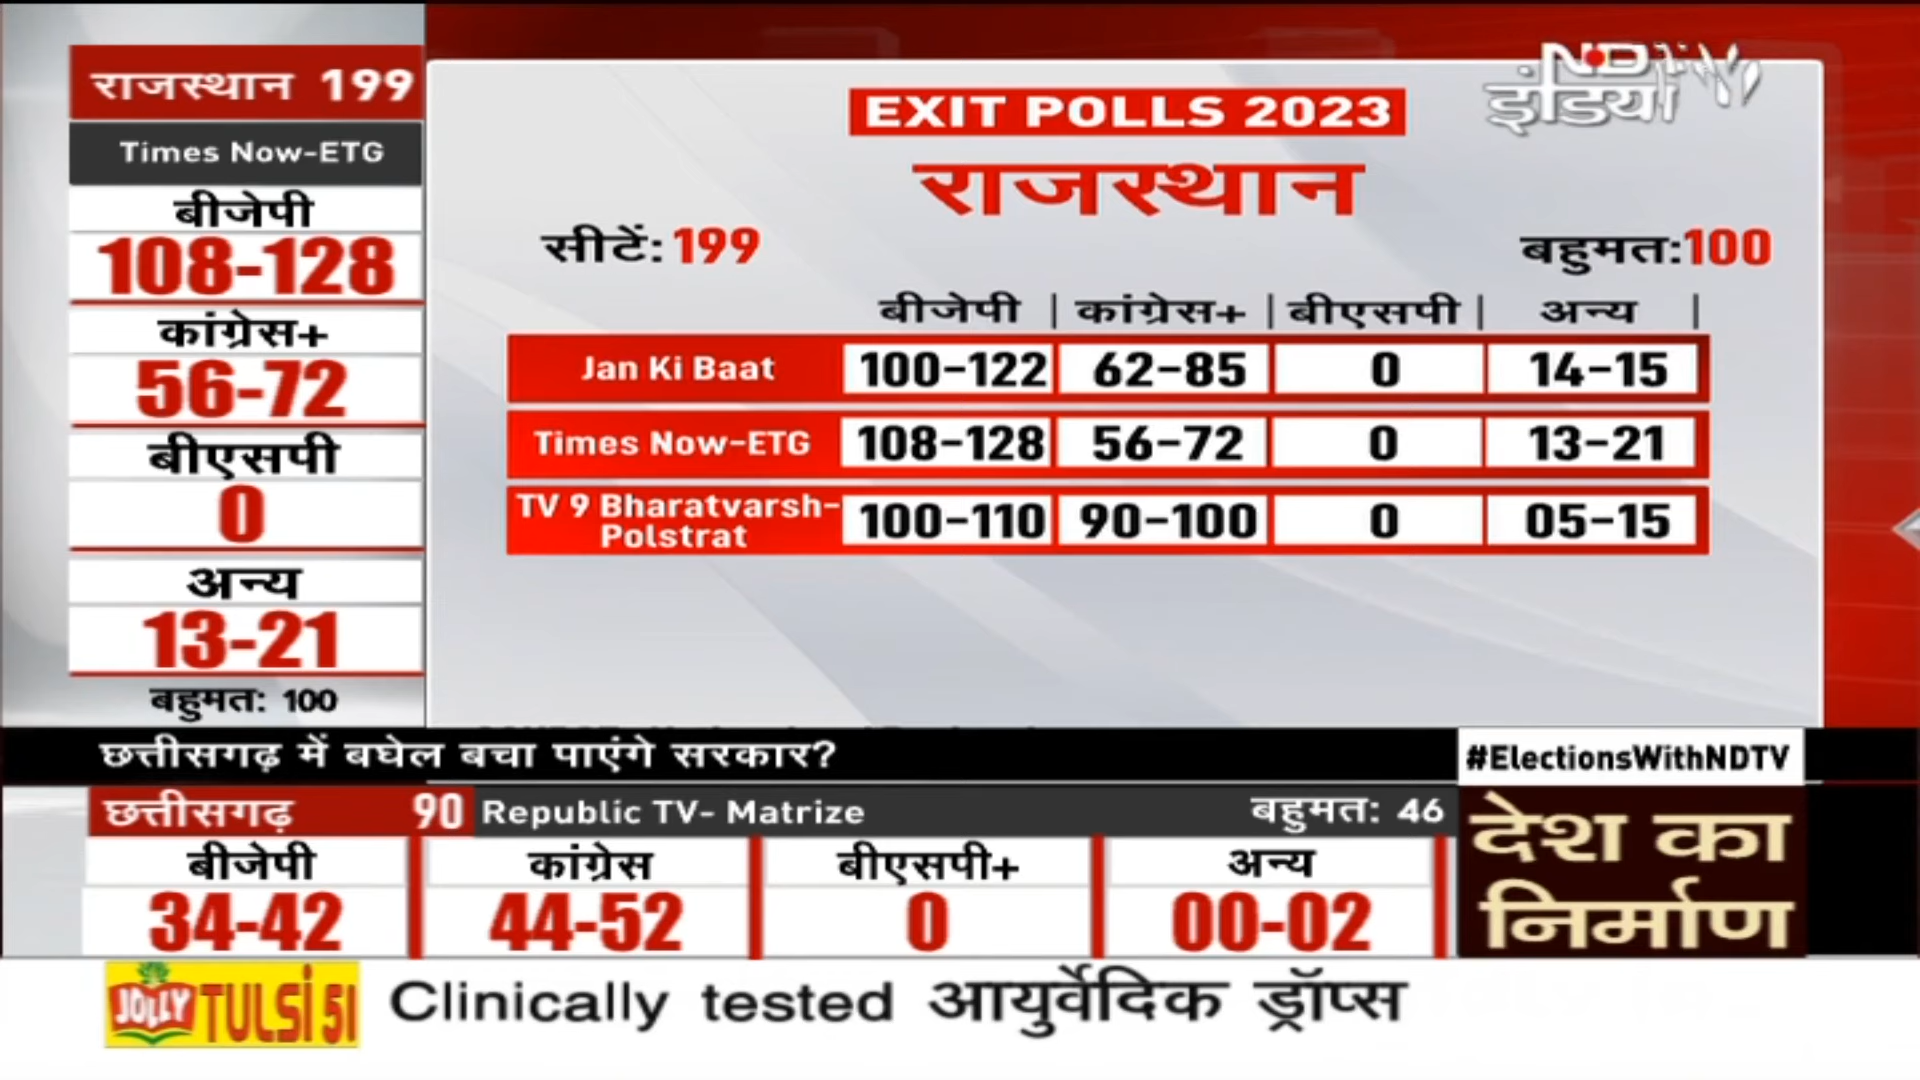 राजस्थान 199
Times Now-ETG
बीजेपी
108-128
कांग्रेस+
56-72
बीएसपी
0
अन्य
13-21
बहुमत: 100
NDTV
इंडिया
EXIT POLLS 2023
राजस्थान
सीटें: 199 बहुमत:100
बीजेपी | कांग्रेस+ | बीएसपी | अन्य |
Jan Ki Baat 100-122 62-85 0 14-15
Times Now-ETG 108-128 56-72 0 13-21
TV 9 Bharatvarsh-
Polstrat 100-110 90-100 0 05-15
छत्तीसगढ़ में बघेल बचा पाएंगे सरकार?
#ElectionsWithNDTV
छत्तीसगढ़ 90 Republic TV- Matrize बहुमत: 46
बीजेपी कांग्रेस बीएसपी+ अन्य
34-42 44-52 0 00-02
देश का
निर्माण
JOLLY TULSI 51 Clinically tested आयुर्वेदिक ड्रॉप्स